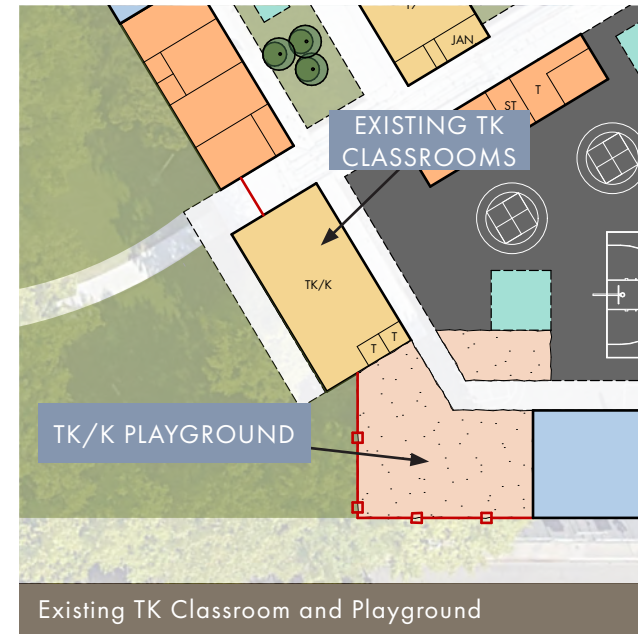 JAN
T
ST
EXISTING TK
CLASSROOMS
TK/K
T
T
TK/K PLAYGROUND
Existing TK Classroom and Playground